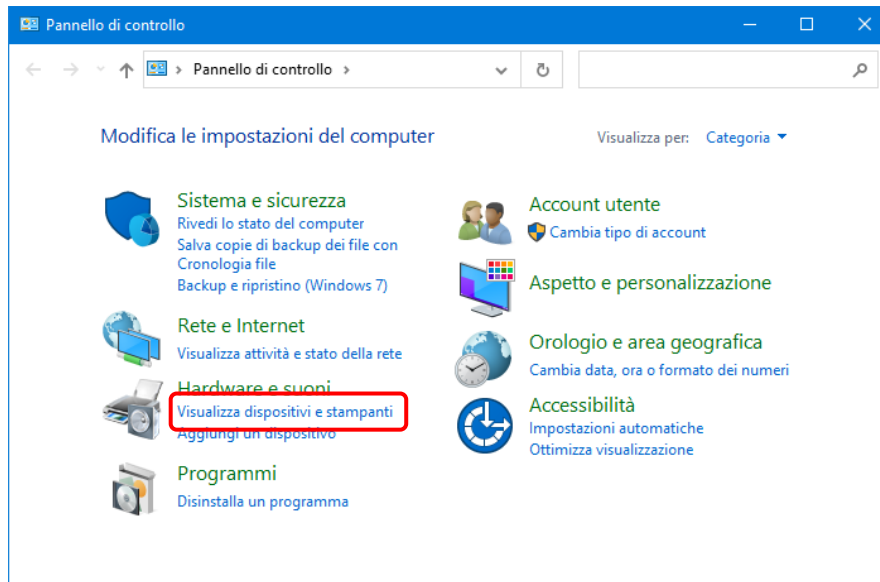 Pannello di controllo
Pannello di controllo
Modifica le impostazioni del computer
Visualizza per: Categoria
Sistema e sicurezza
Rivedi lo stato del computer
Salva copie di backup dei file con
Cronologia file
Backup e ripristino (Windows 7)
Rete e Internet
Visualizza attività e stato della rete
Hardware e suoni
Visualizza dispositivi e stampanti
Aggiungi un dispositivo
Programmi
Disinstalla un programma
Account utente
Cambia tipo di account
Aspetto e personalizzazione
Orologio e area geografica
Cambia data, ora o formato dei numeri
Accessibilità
Impostazioni automatiche
Ottimizza visualizzazione